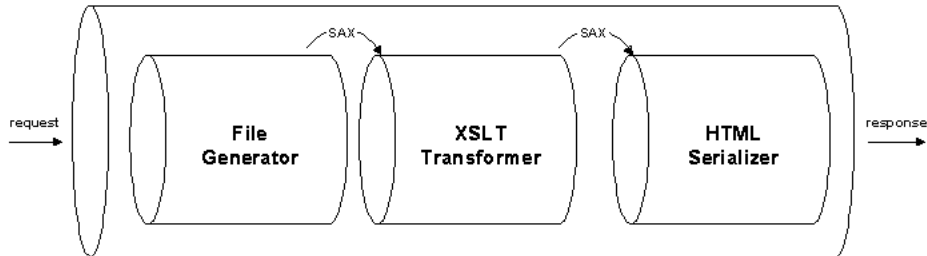 SAX
SAX
request
File
Generator
XSLT
Transformer
HTML
Serializer
response